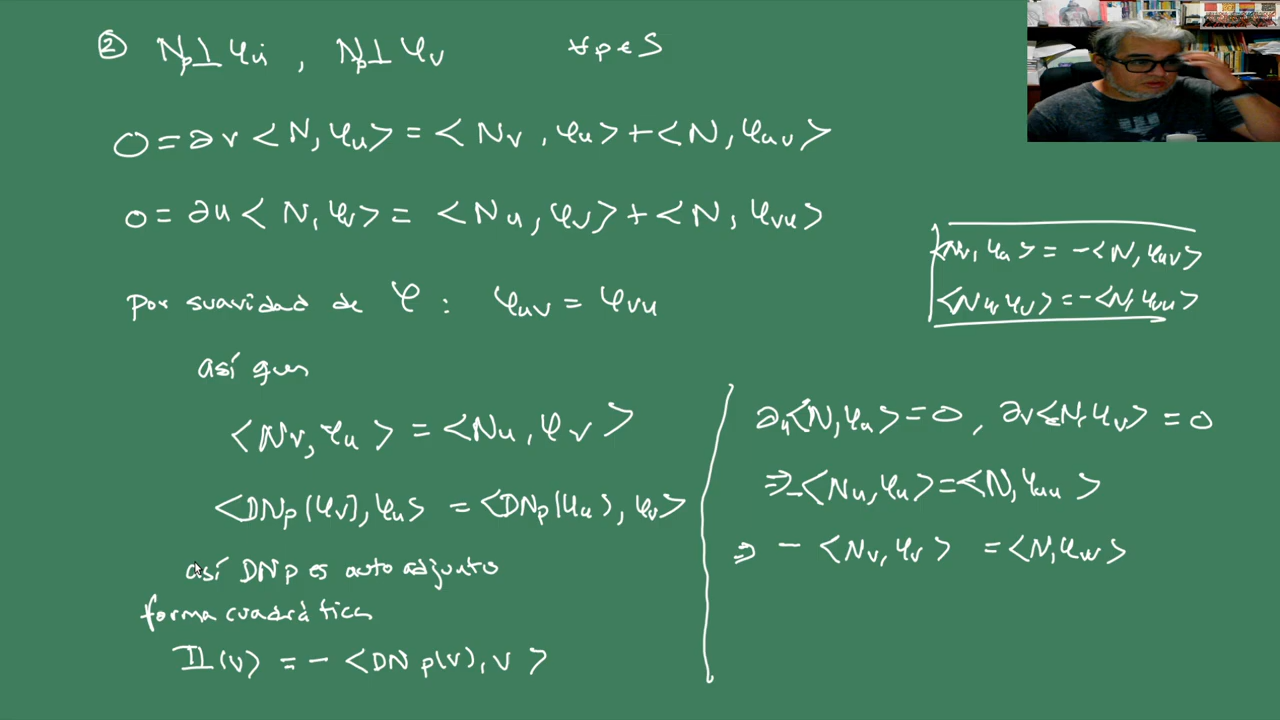 ② Np⊥φu , Np⊥φv ∀p∈S
0 = ∂v <N,φu> = <Nv,φu> + <N,φuv>
0 = ∂u <N,φv> = <Nu,φv> + <N,φvu>
<Nv,φu> = -<N,φuv>
<Nu,φv> = -<N,φvu>
por suavidad de φ : φuv = φvu
así que
<Nv,φu> = <Nu,φv>
<DNp(φv),φu> = <DNp(φu),φv>
así DNp es auto adjunto
forma cuadrática
II(v) = - <DNp(v),v>
∂u<N,φu> = 0 , ∂v<N,φv> = 0
⇒ -<Nu,φu> = <N,φuu>
⇒ - <Nv,φv> = <N,φvv>